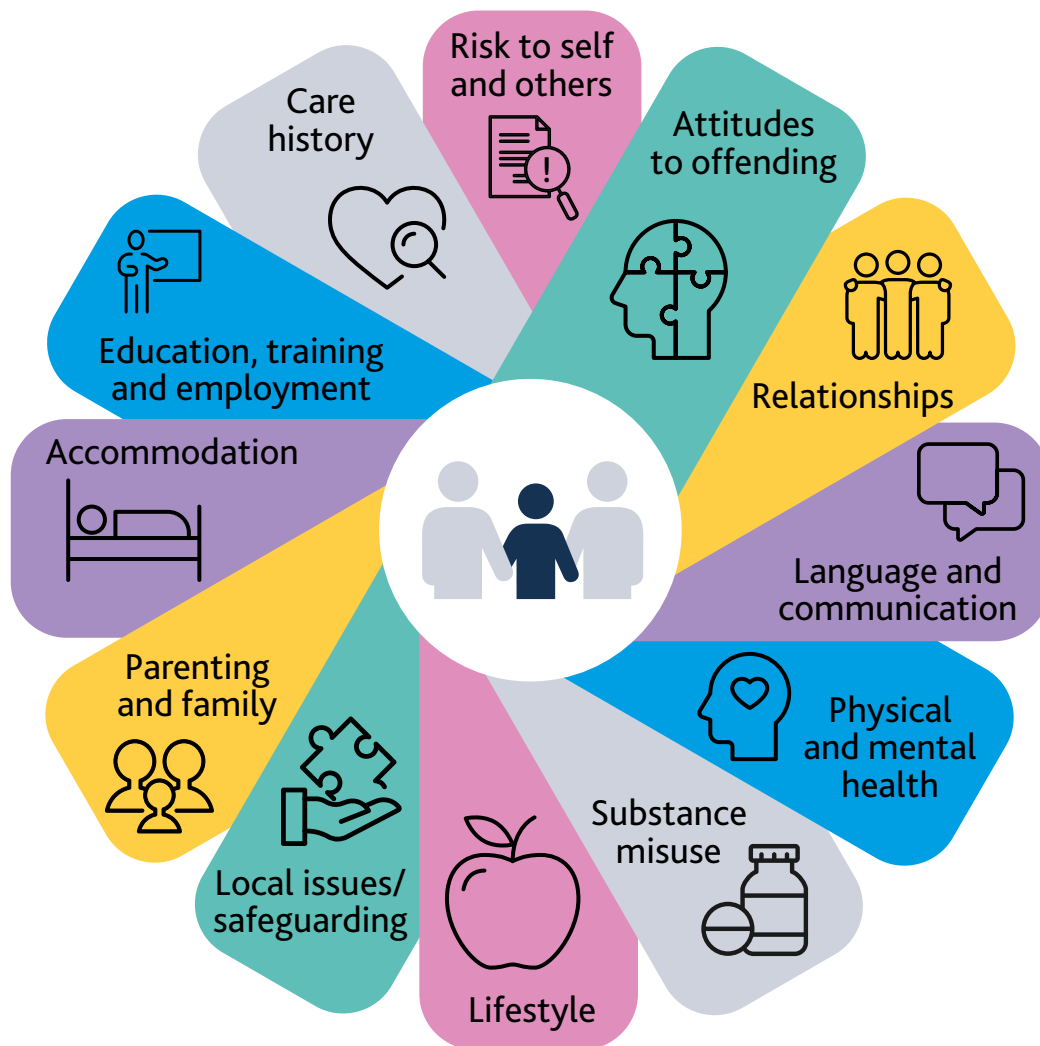 Risk to self
and others
Attitudes
to offending
Relationships
Language and
communication
Physical
and mental
health
Substance
misuse
Lifestyle
Local issues/
safeguarding
Parenting
and family
Accommodation
Education, training
and employment
Care
history
!